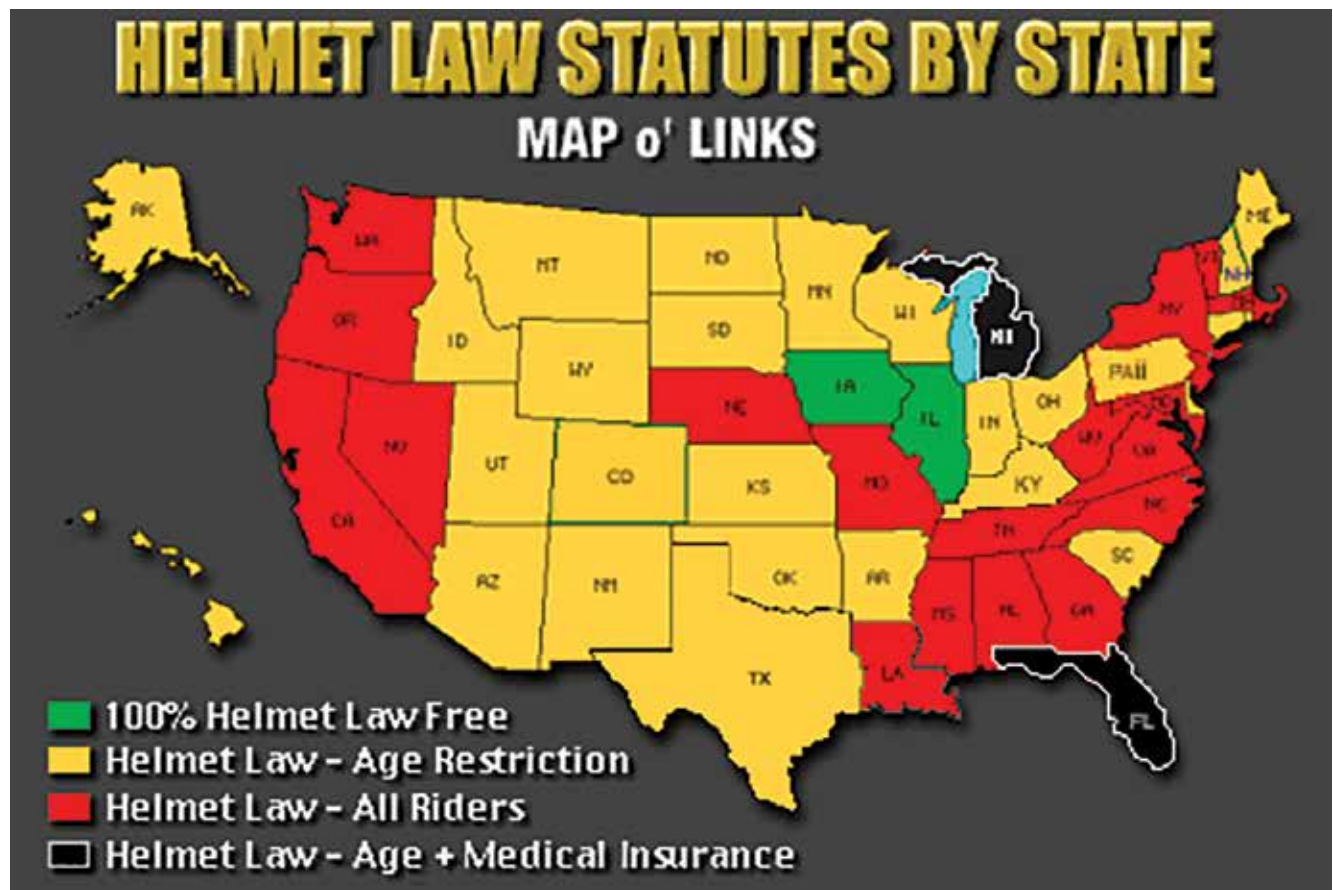 HELMET LAW STATUTES BY STATE
MAP o' LINKS
AK
WA
MT
ND
MN
WI
MI
ME
VT
NH
NY
OR
ID
SD
WY
IA
IL
IN
OH
NE
NV
UT
CO
KS
MO
KY
WV
CA
AZ
NM
OK
AR
TN
NC
SC
MS
AL
GA
TX
LA
FL
100% Helmet Law Free
Helmet Law - Age Restriction
Helmet Law - All Riders
Helmet Law - Age + Medical Insurance